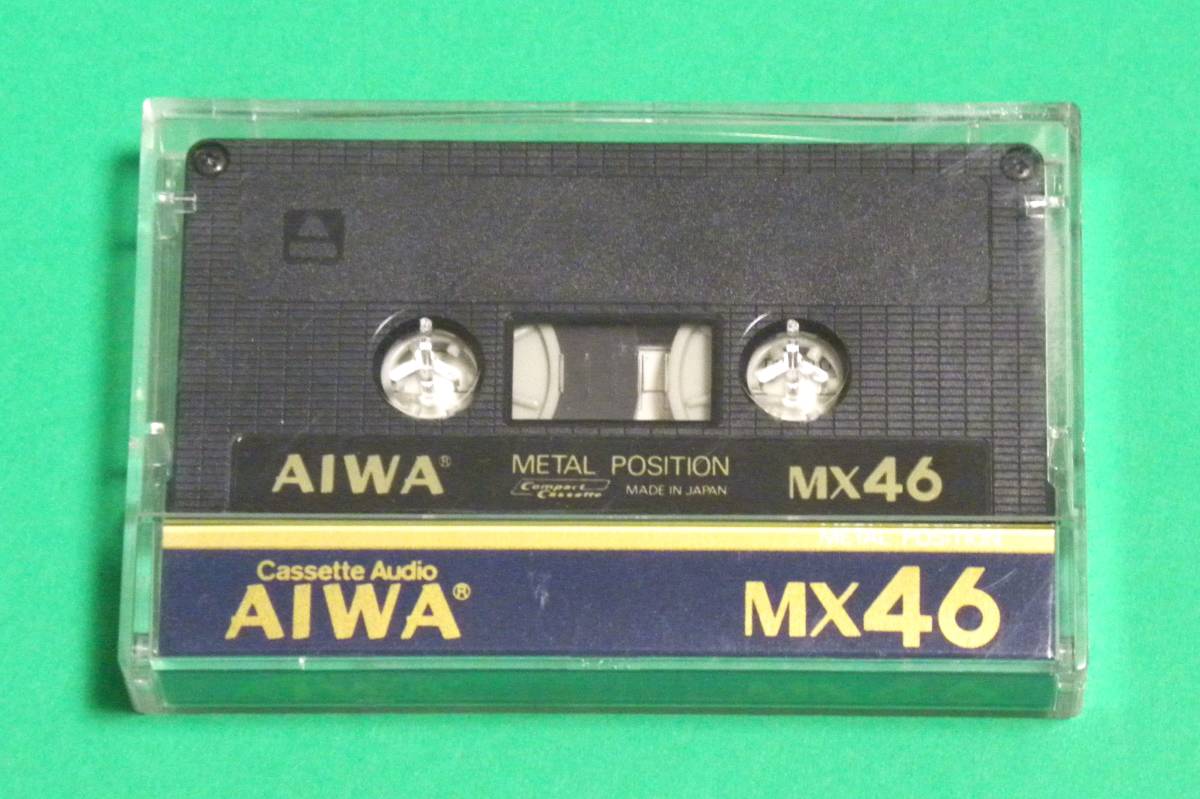 AIWA®
METAL POSITION
Compact Cassette
MADE IN JAPAN
MX46
METAL POSITION
Cassette Audio
AIWA®
MX46